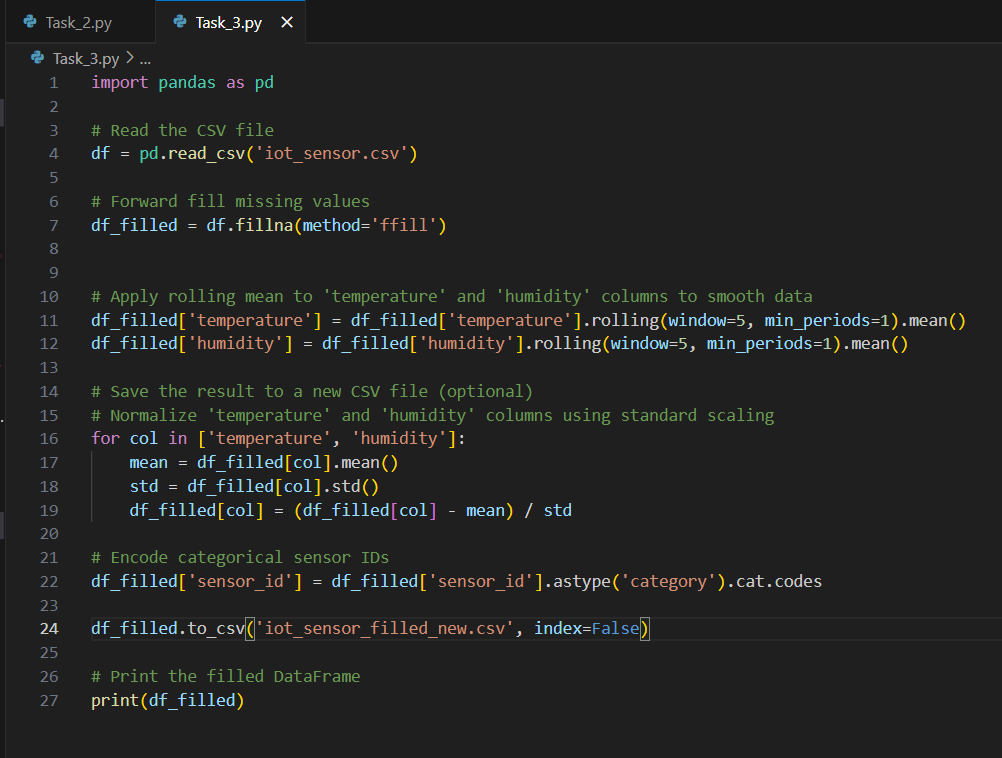 Task_2.py
Task_3.py
Task_3.py > ...
1 import pandas as pd
2
3 # Read the CSV file
4 df = pd.read_csv('iot_sensor.csv')
5
6 # Forward fill missing values
7 df_filled = df.fillna(method='ffill')
8
9
10 # Apply rolling mean to 'temperature' and 'humidity' columns to smooth data
11 df_filled['temperature'] = df_filled['temperature'].rolling(window=5, min_periods=1).mean()
12 df_filled['humidity'] = df_filled['humidity'].rolling(window=5, min_periods=1).mean()
13
14 # Save the result to a new CSV file (optional)
15 # Normalize 'temperature' and 'humidity' columns using standard scaling
16 for col in ['temperature', 'humidity']:
17     mean = df_filled[col].mean()
18     std = df_filled[col].std()
19     df_filled[col] = (df_filled[col] - mean) / std
20
21 # Encode categorical sensor IDs
22 df_filled['sensor_id'] = df_filled['sensor_id'].astype('category').cat.codes
23
24 df_filled.to_csv('iot_sensor_filled_new.csv', index=False)
25
26 # Print the filled DataFrame
27 print(df_filled)